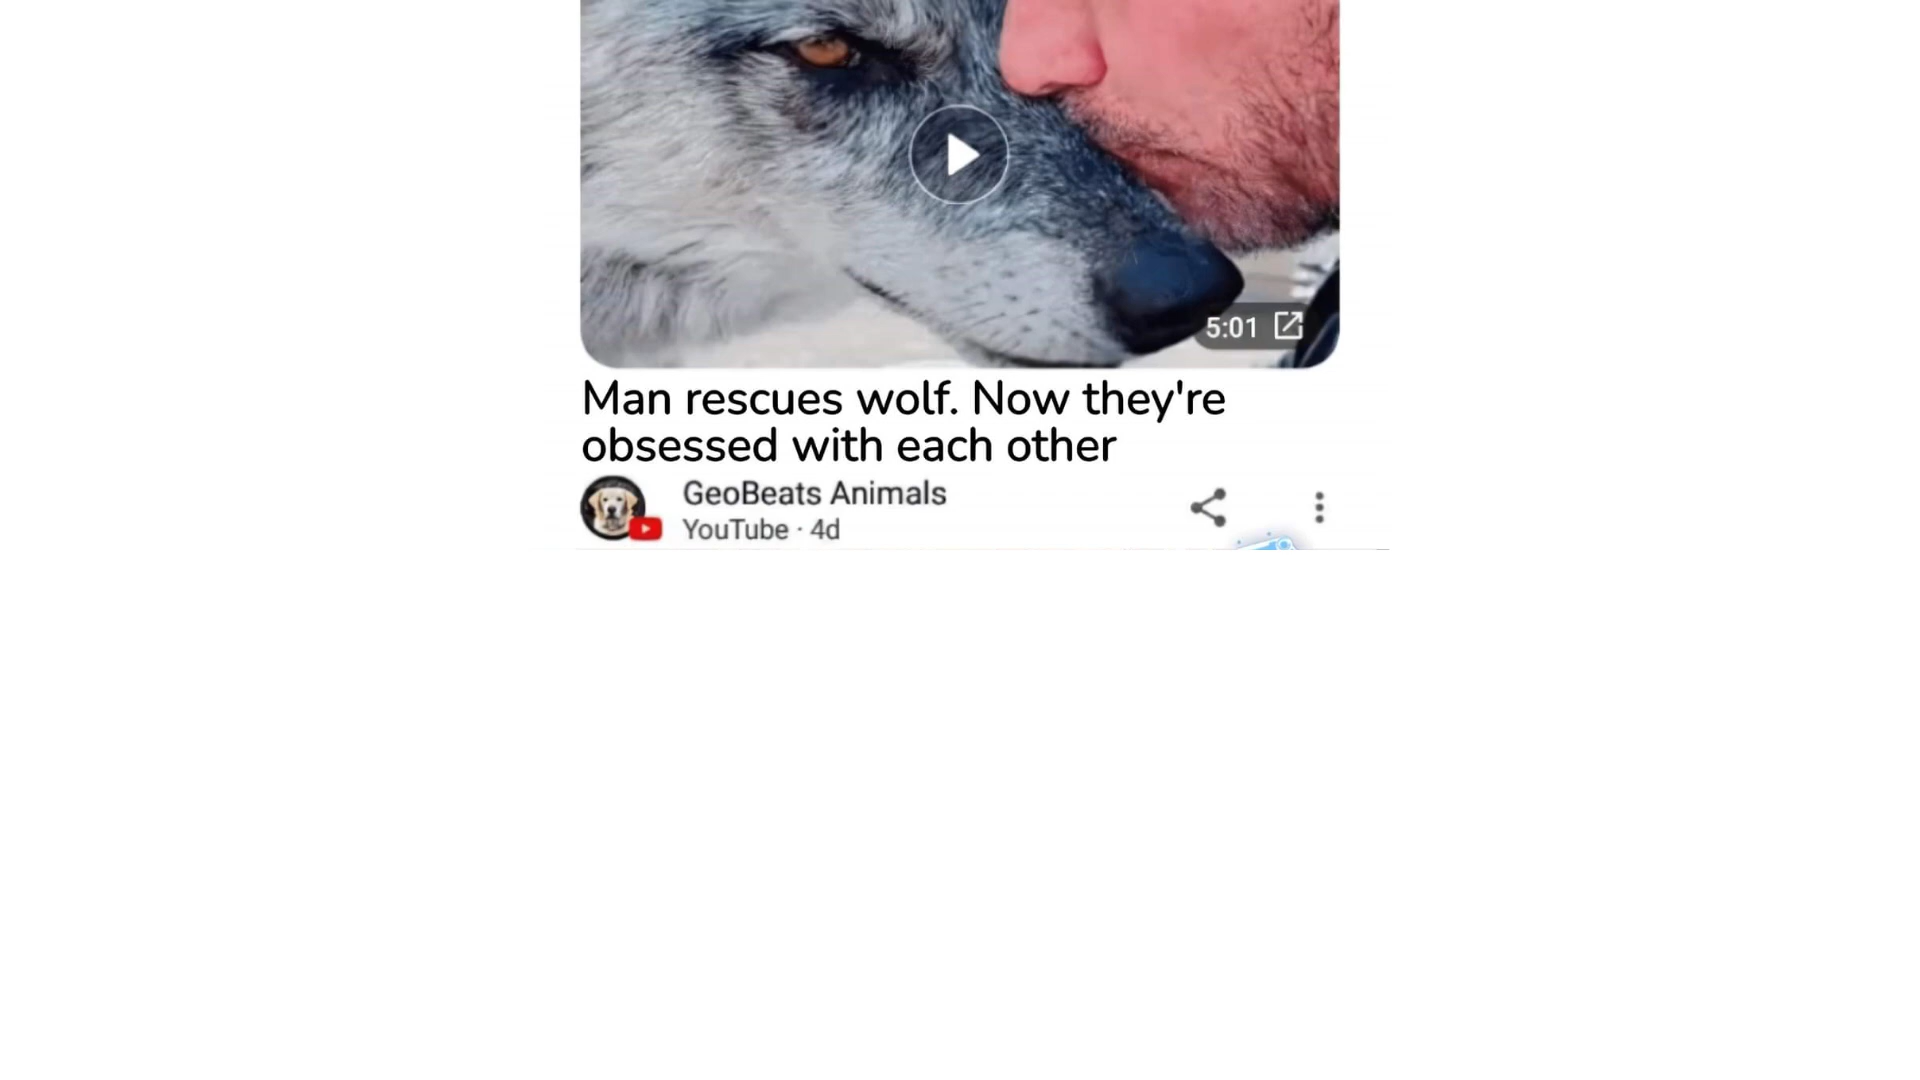 5:01
Man rescues wolf. Now they're
obsessed with each other
GeoBeats Animals
YouTube · 4d